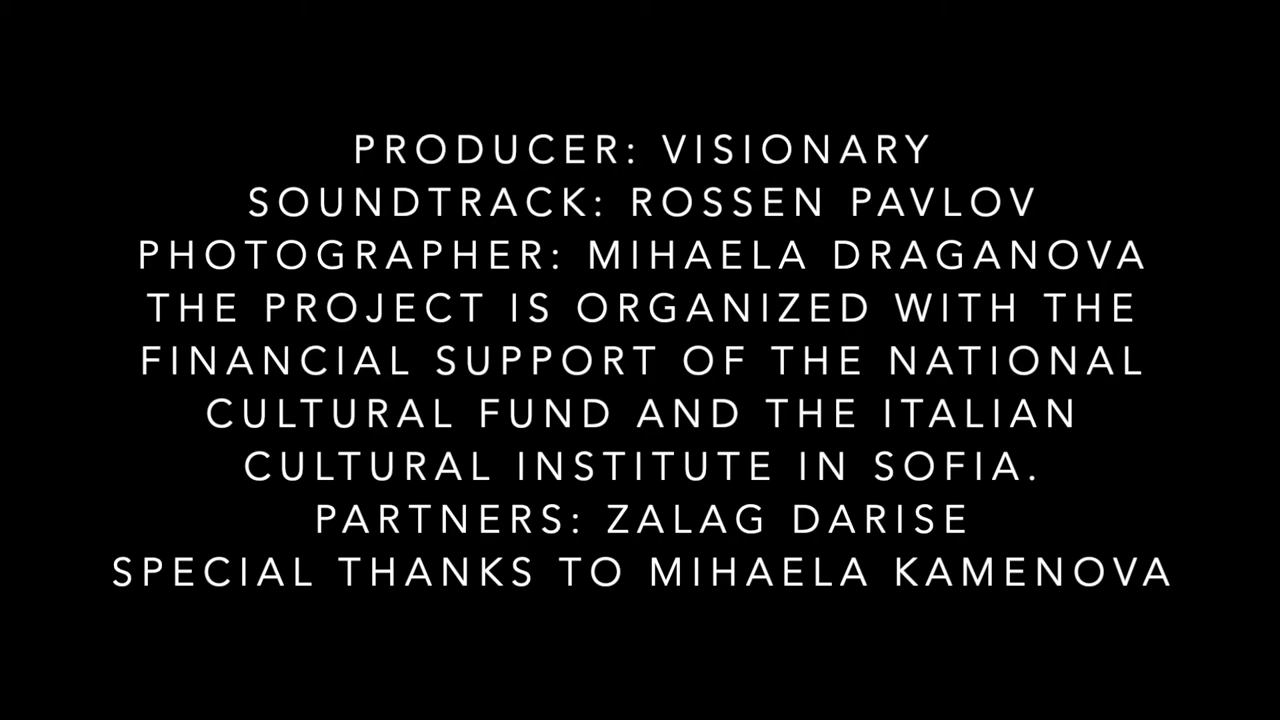 PRODUCER: VISIONARY
SOUNDTRACK: ROSSEN PAVLOV
PHOTOGRAPHER: MIHAELA DRAGANOVA
THE PROJECT IS ORGANIZED WITH THE
FINANCIAL SUPPORT OF THE NATIONAL
CULTURAL FUND AND THE ITALIAN
CULTURAL INSTITUTE IN SOFIA.
PARTNERS: ZALAG DARISE
SPECIAL THANKS TO MIHAELA KAMENOVA